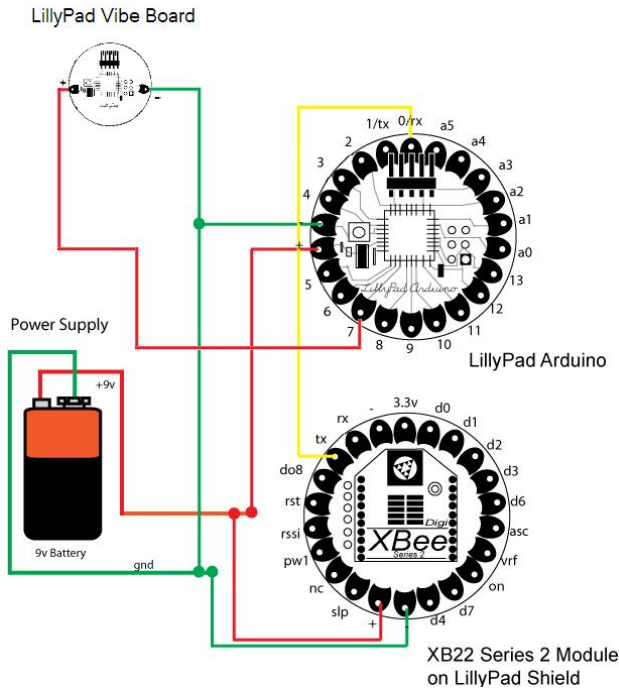 LillyPad Vibe Board
+
-
1/tx
0/rx
a5
a4
a3
a2
a1
a0
13
12
11
10
9
8
7
6
5
+
-
4
3
2
LillyPad Arduino
LillyPad Arduino
Power Supply
+9v
9v Battery
gnd
tx
rx
-
3.3v
d0
d1
d2
d3
d6
asc
vrf
on
d7
d4
-
+
slp
nc
pw1
rssi
rst
do8
Digi
XBee
Series 2
XB22 Series 2 Module
on LillyPad Shield